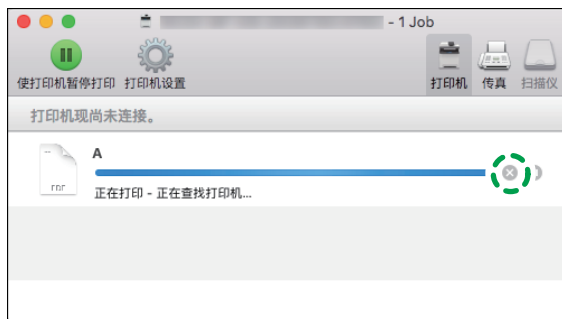 - 1 Job
使打印机暂停打印 打印机设置 打印机 传真 扫描仪
打印机现尚未连接。
A
PDF
正在打印 - 正在查找打印机...